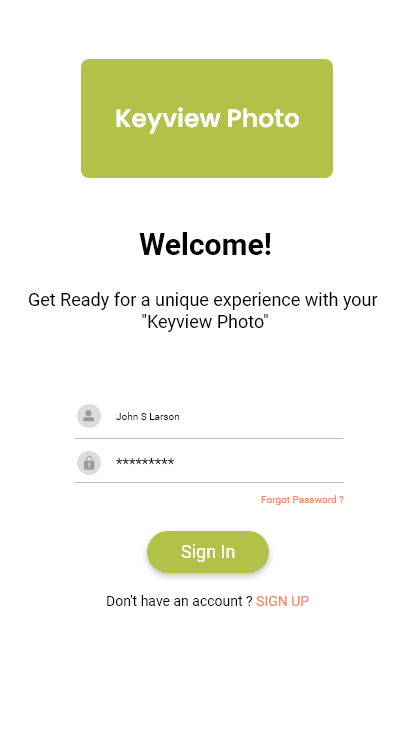 Keyview Photo
Welcome!
Get Ready for a unique experience with your
"Keyview Photo"
John S Larson
*********
Forgot Password ?
Sign In
Don't have an account ? SIGN UP